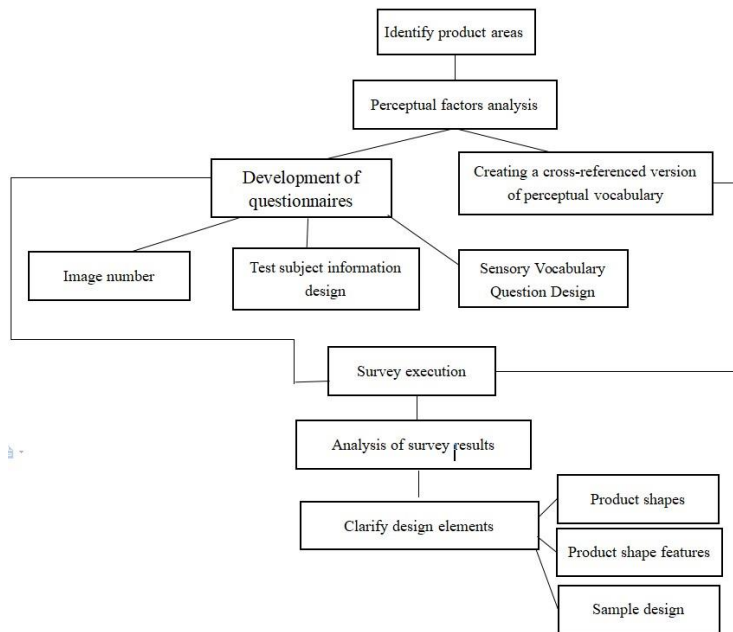 Identify product areas
Perceptual factors analysis
Development of
questionnaires
Creating a cross-referenced version
of perceptual vocabulary
Image number
Test subject information
design
Sensory Vocabulary
Question Design
Survey execution
Analysis of survey results
Clarify design elements
Product shapes
Product shape features
Sample design